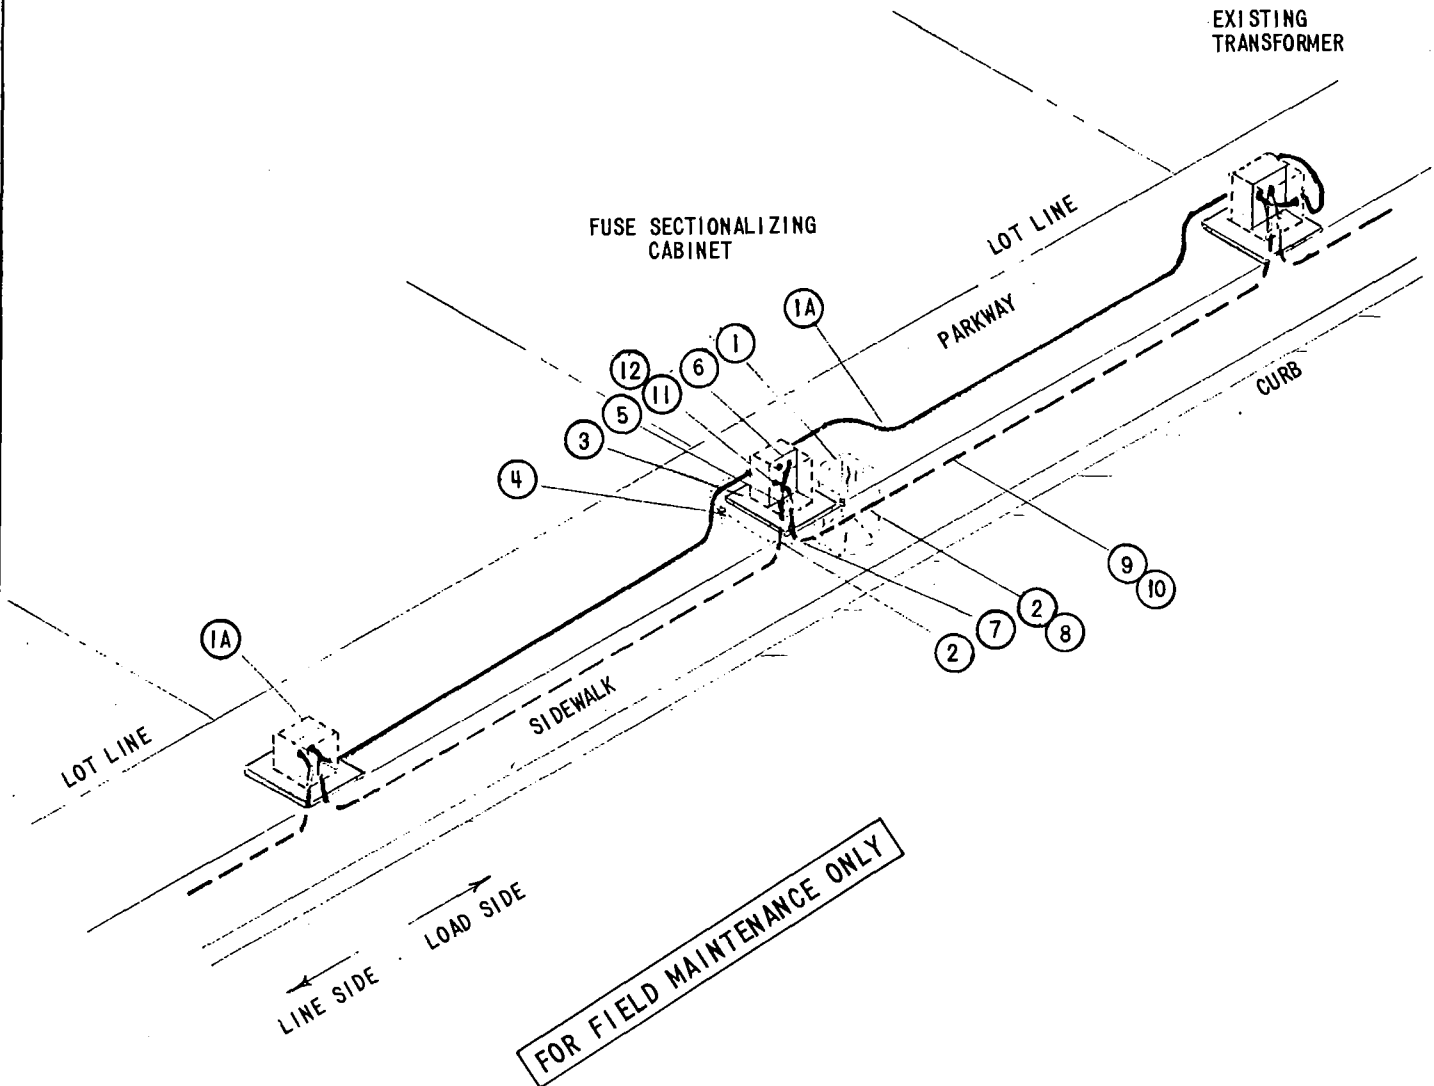 EXISTING
TRANSFORMER
FUSE SECTIONALIZING
CABINET
LOT LINE
PARKWAY
CURB
1A
1
6
12
11
5
3
4
9
10
2
8
7
2
1A
SIDEWALK
LOT LINE
LOAD SIDE
LINE SIDE
FOR FIELD MAINTENANCE ONLY